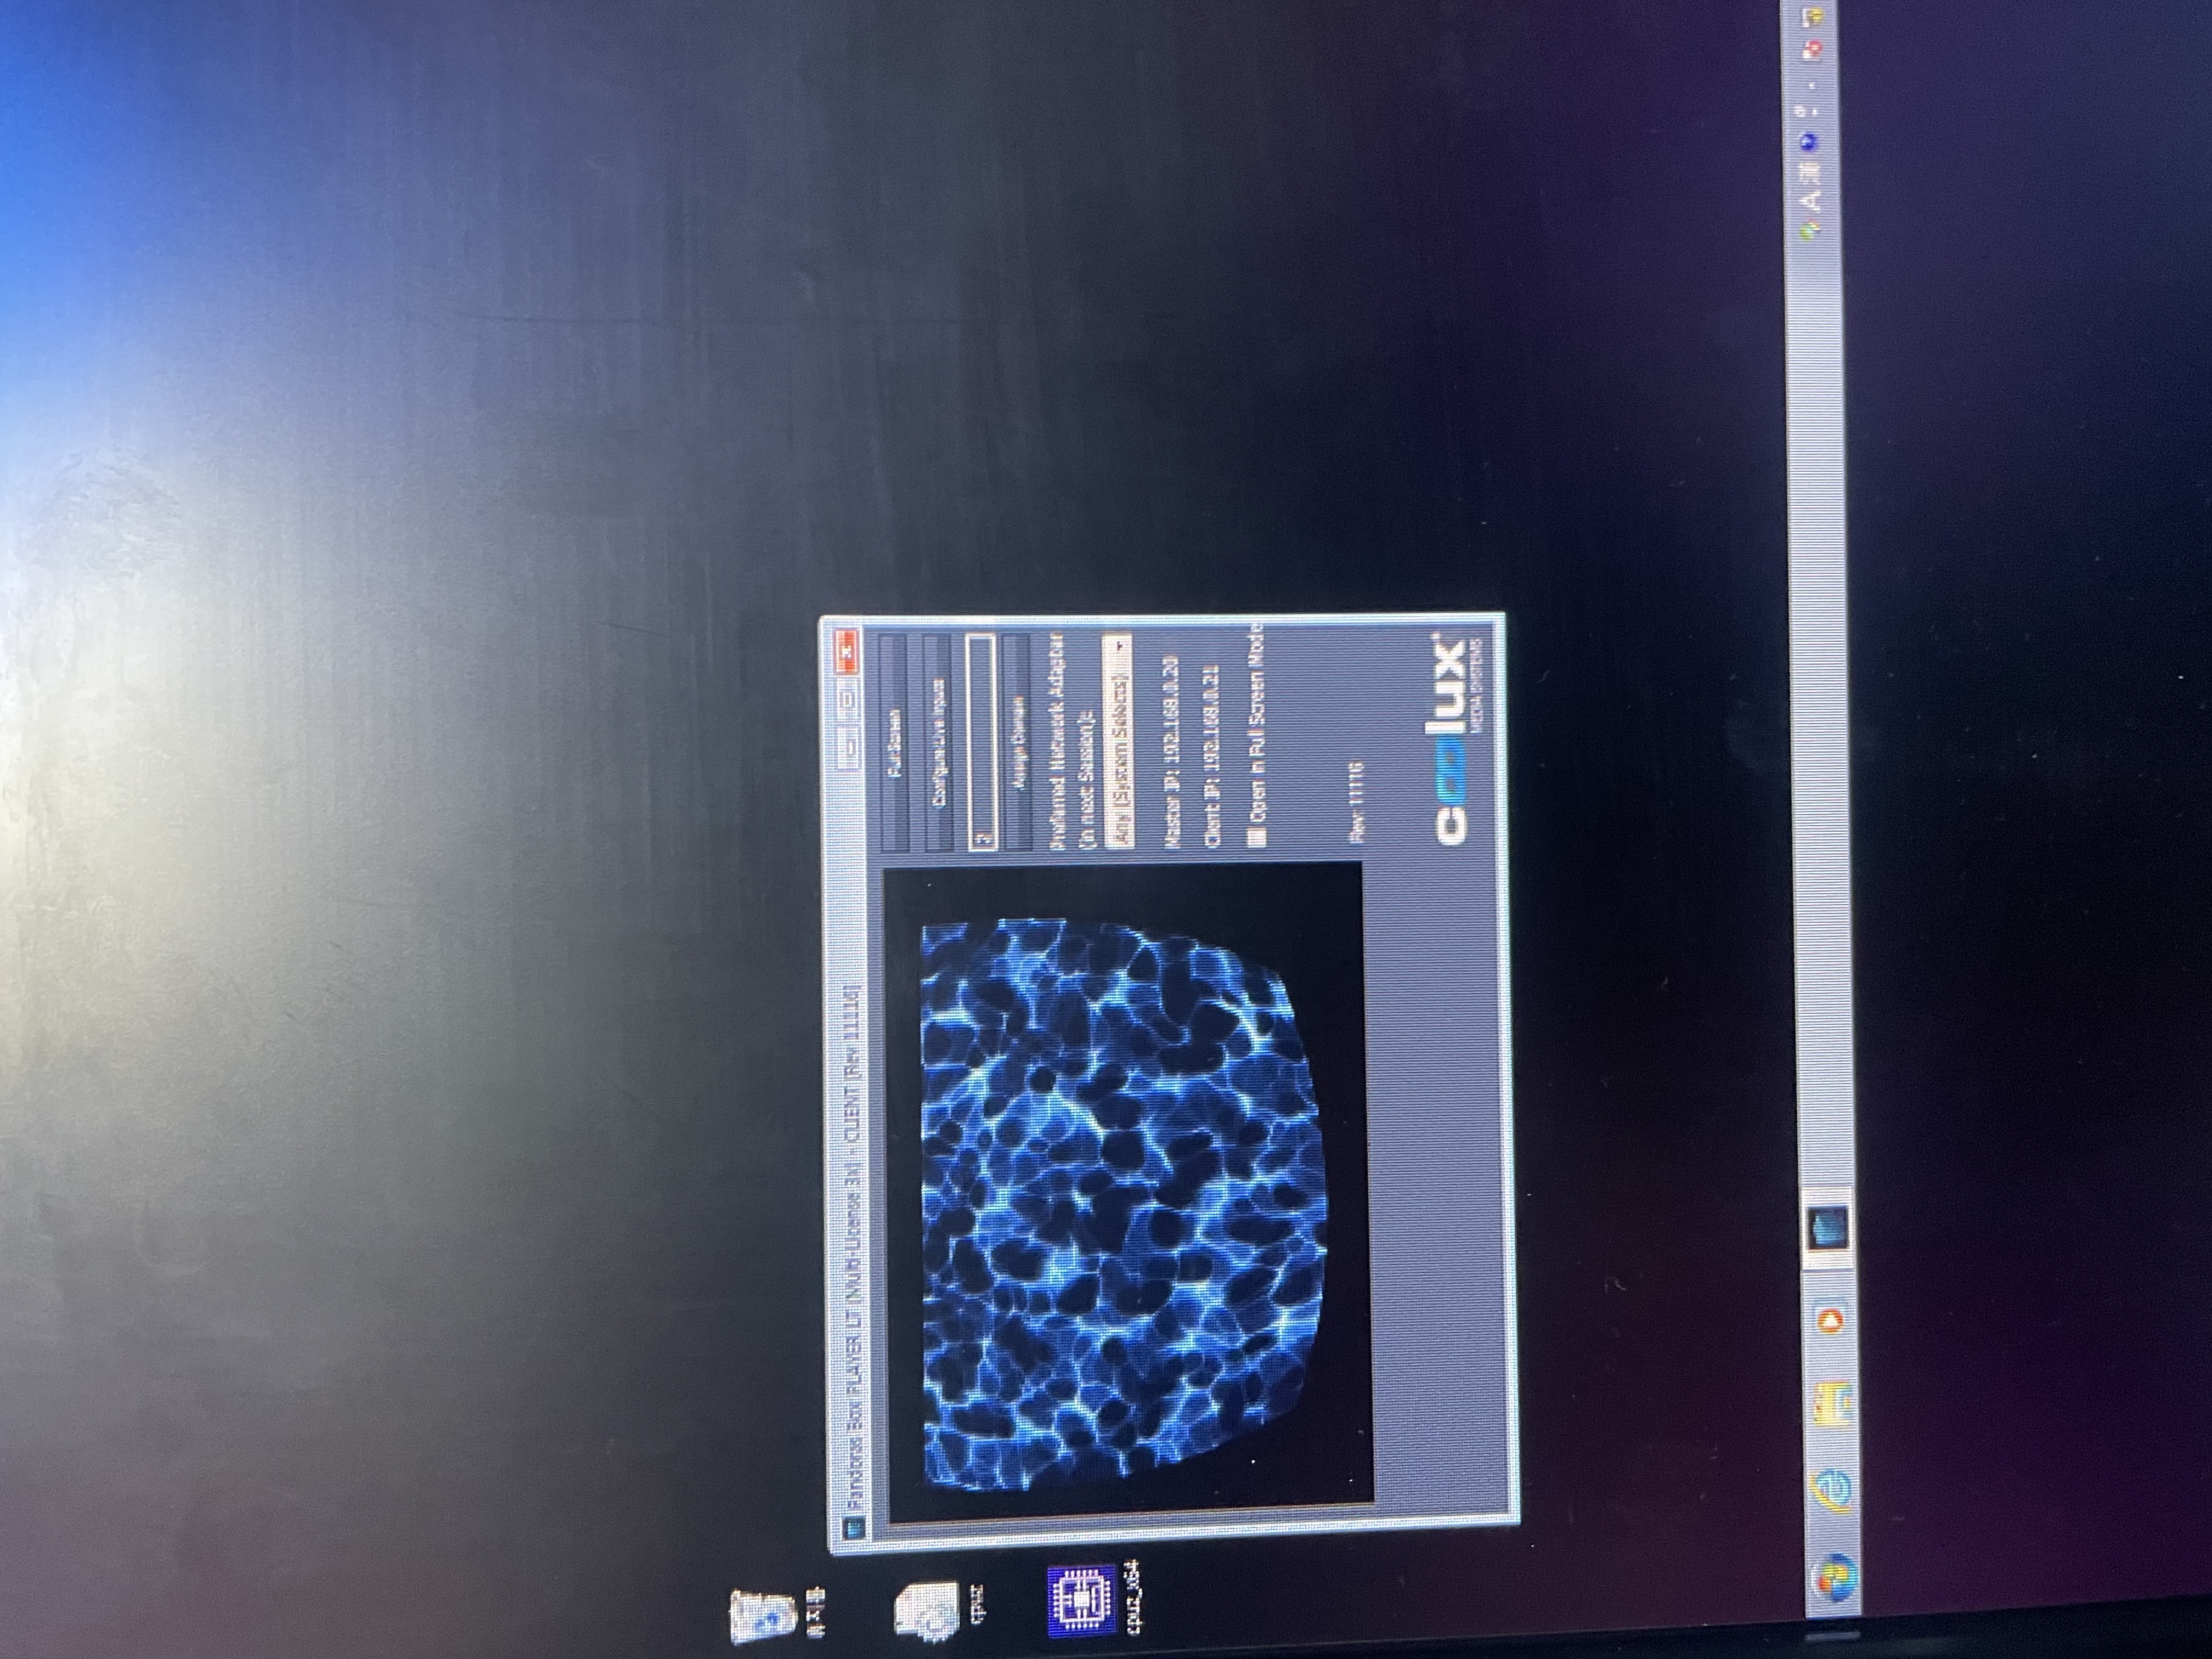 휴지통
cpuz
cpuz_x64
Pandoras Box PLAYER LT (Multi-License 3x) - CLIENT (Rev 11116)
Full Screen
Configure Live Inputs
Assign Domain
Preferred Network Adapter
(in next Session):
Any (System Selects)
Master IP: 192.168.0.20
Client IP: 192.168.0.21
Open in Full Screen Mode
Rev: 11116
coolux
MEDIA SYSTEMS
A 漢